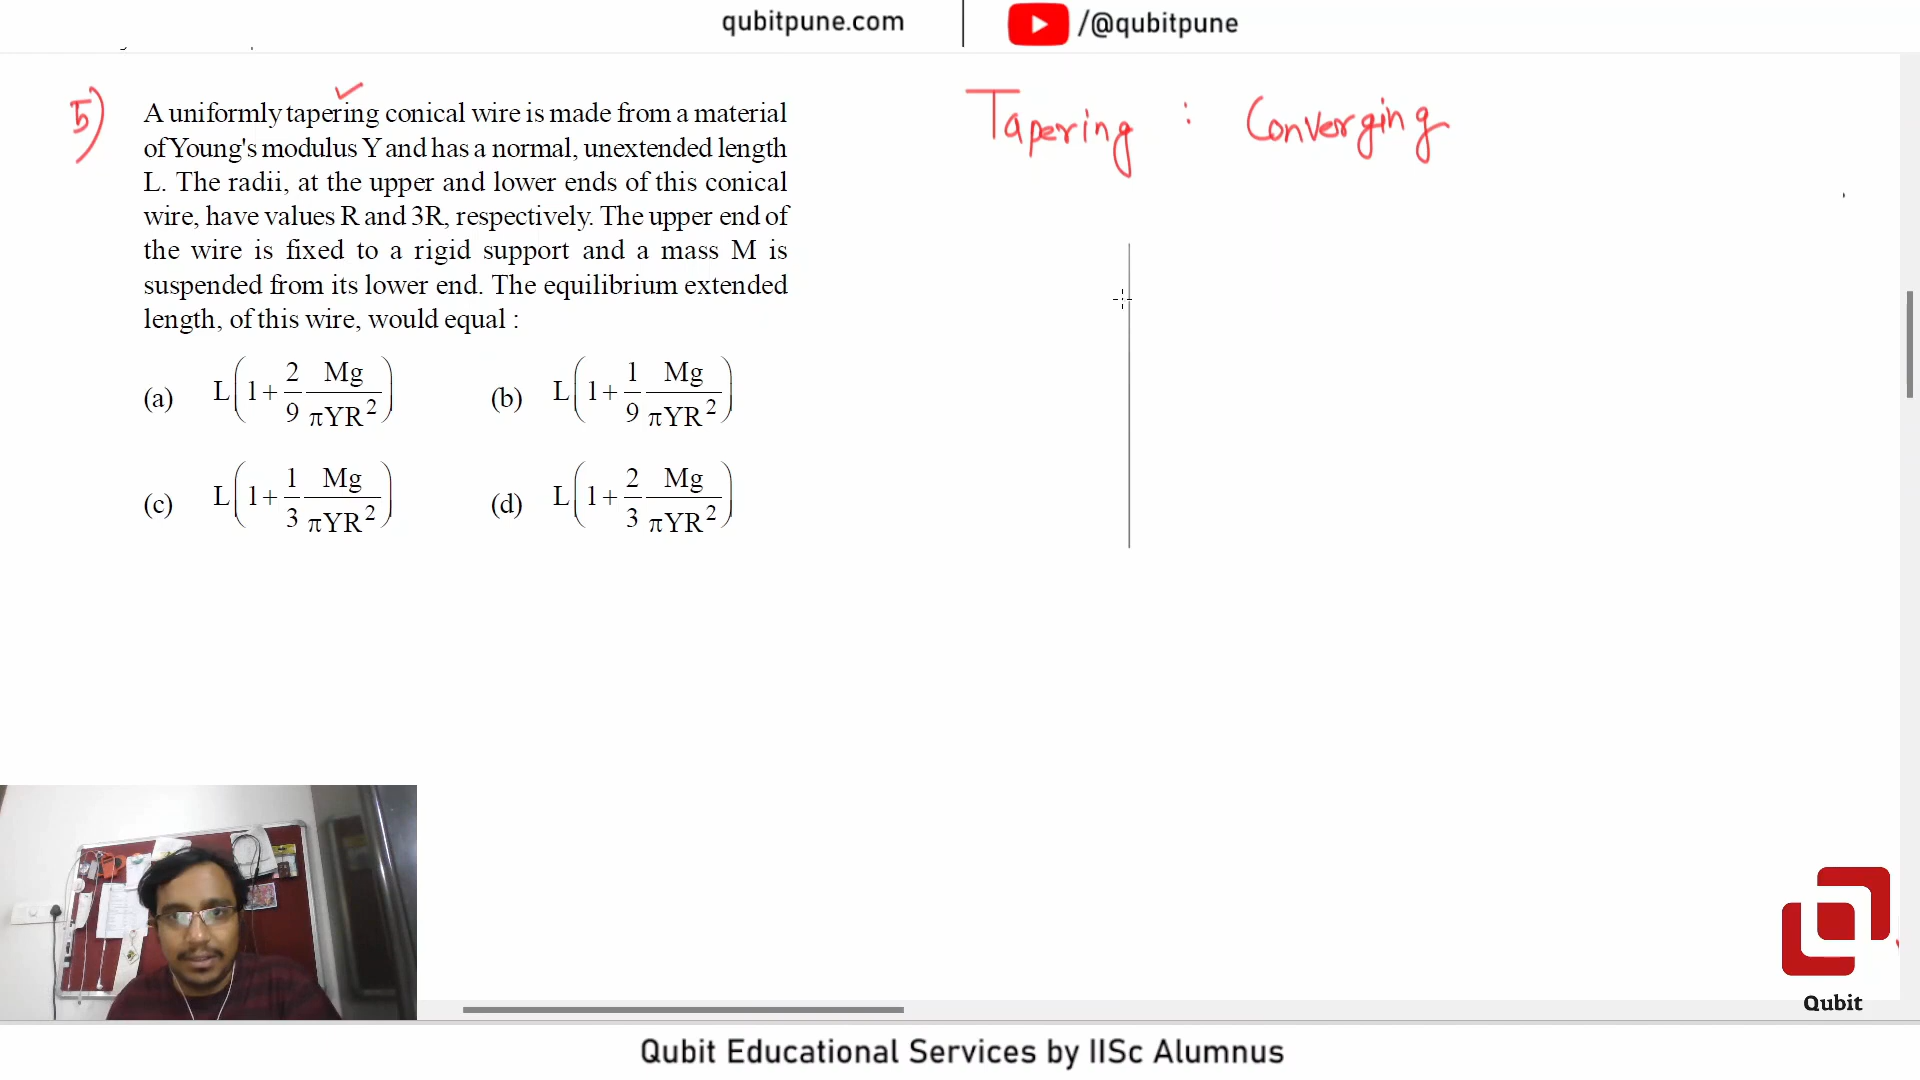 qubitpune.com
/@qubitpune
5)
A uniformly tapering conical wire is made from a material
of Young's modulus Y and has a normal, unextended length
L. The radii, at the upper and lower ends of this conical
wire, have values R and 3R, respectively. The upper end of
the wire is fixed to a rigid support and a mass M is
suspended from its lower end. The equilibrium extended
length, of this wire, would equal :
(a) L(1+ 2/9 Mg/πYR²)
(b) L(1+ 1/9 Mg/πYR²)
(c) L(1+ 1/3 Mg/πYR²)
(d) L(1+ 2/3 Mg/πYR²)
Tapering : Converging
Qubit
Qubit Educational Services by IISc Alumnus